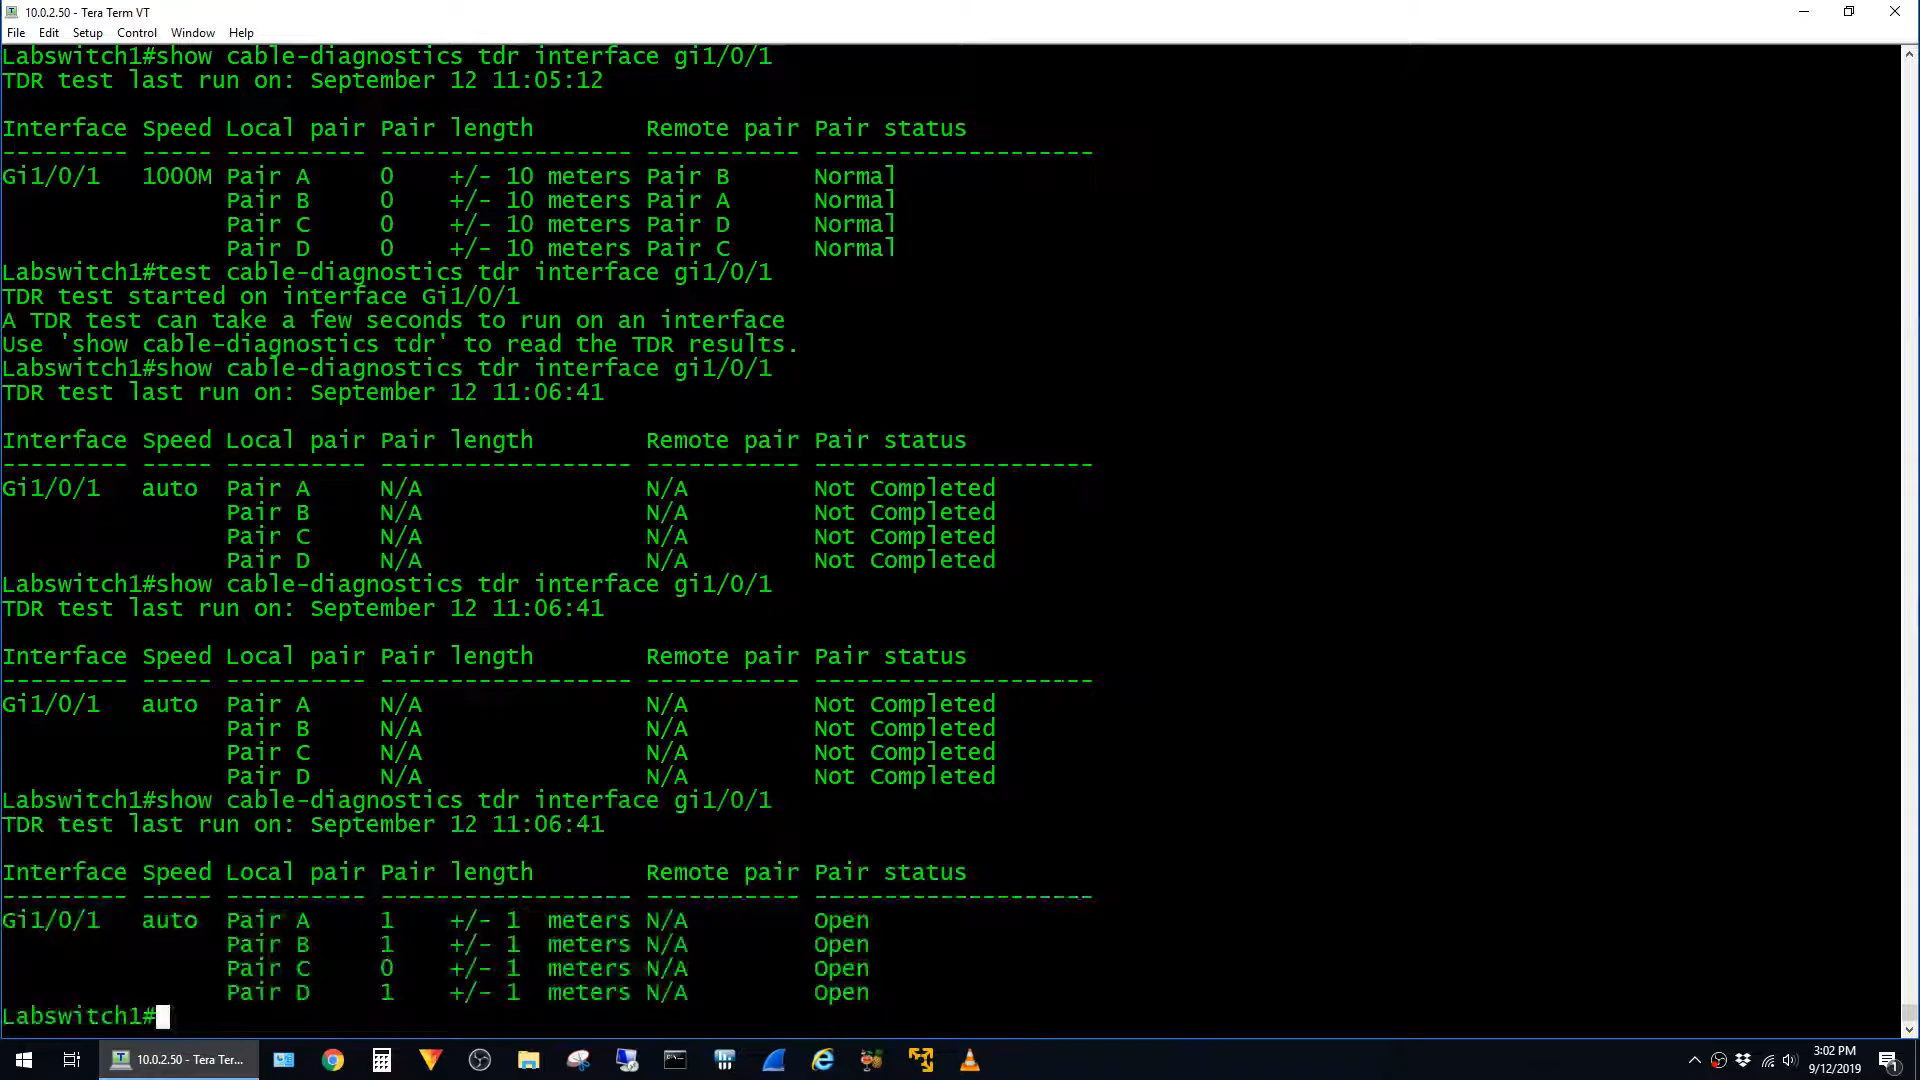 10.0.2.50 - Tera Term VT
File Edit Setup Control Window Help
Labswitch1#show cable-diagnostics tdr interface gi1/0/1
TDR test last run on: September 12 11:05:12
Interface Speed Local pair Pair length        Remote pair Pair status
--------- ----- ---------- ------------------ ----------- --------------------
Gi1/0/1   1000M Pair A     0    +/- 10 meters Pair B      Normal
                Pair B     0    +/- 10 meters Pair A      Normal
                Pair C     0    +/- 10 meters Pair D      Normal
                Pair D     0    +/- 10 meters Pair C      Normal
Labswitch1#test cable-diagnostics tdr interface gi1/0/1
TDR test started on interface Gi1/0/1
A TDR test can take a few seconds to run on an interface
Use 'show cable-diagnostics tdr' to read the TDR results.
Labswitch1#show cable-diagnostics tdr interface gi1/0/1
TDR test last run on: September 12 11:06:41
Interface Speed Local pair Pair length        Remote pair Pair status
--------- ----- ---------- ------------------ ----------- --------------------
Gi1/0/1   auto  Pair A     N/A                N/A         Not Completed
                Pair B     N/A                N/A         Not Completed
                Pair C     N/A                N/A         Not Completed
                Pair D     N/A                N/A         Not Completed
Labswitch1#show cable-diagnostics tdr interface gi1/0/1
TDR test last run on: September 12 11:06:41
Interface Speed Local pair Pair length        Remote pair Pair status
--------- ----- ---------- ------------------ ----------- --------------------
Gi1/0/1   auto  Pair A     N/A                N/A         Not Completed
                Pair B     N/A                N/A         Not Completed
                Pair C     N/A                N/A         Not Completed
                Pair D     N/A                N/A         Not Completed
Labswitch1#show cable-diagnostics tdr interface gi1/0/1
TDR test last run on: September 12 11:06:41
Interface Speed Local pair Pair length        Remote pair Pair status
--------- ----- ---------- ------------------ ----------- --------------------
Gi1/0/1   auto  Pair A     1    +/- 1  meters N/A         Open
                Pair B     1    +/- 1  meters N/A         Open
                Pair C     0    +/- 1  meters N/A         Open
                Pair D     1    +/- 1  meters N/A         Open
Labswitch1#
10.0.2.50 - Tera Ter...
3:02 PM
9/12/2019
1